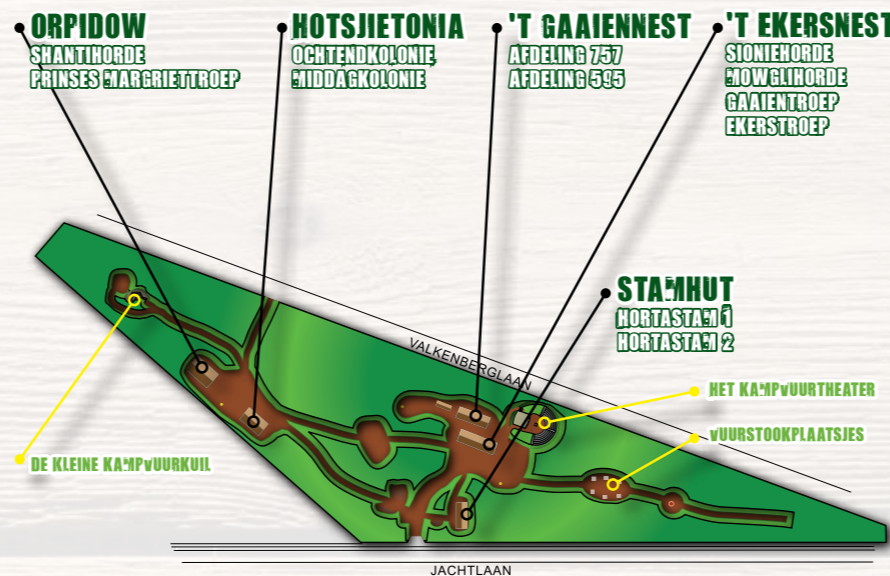 ORPIDOW
SHANTIHORDE
PRINSES MARGRIETTROEP
HOTSJIETONIA
OCHTENDKOLONIE
MIDDAGKOLONIE
'T GAAIENNEST
AFDELING 757
AFDELING 595
'T EKERSNEST
SIONIEHORDE
MOWGLIHORDE
GAAIENTROEP
EKERSTROEP
STAMHUT
HORTASTAM 1
HORTASTAM 2
VALKENBERGLAAN
HET KAMPVUURTHEATER
VUURSTOOKPLAATSJES
DE KLEINE KAMPVUURKUIL
JACHTLAAN